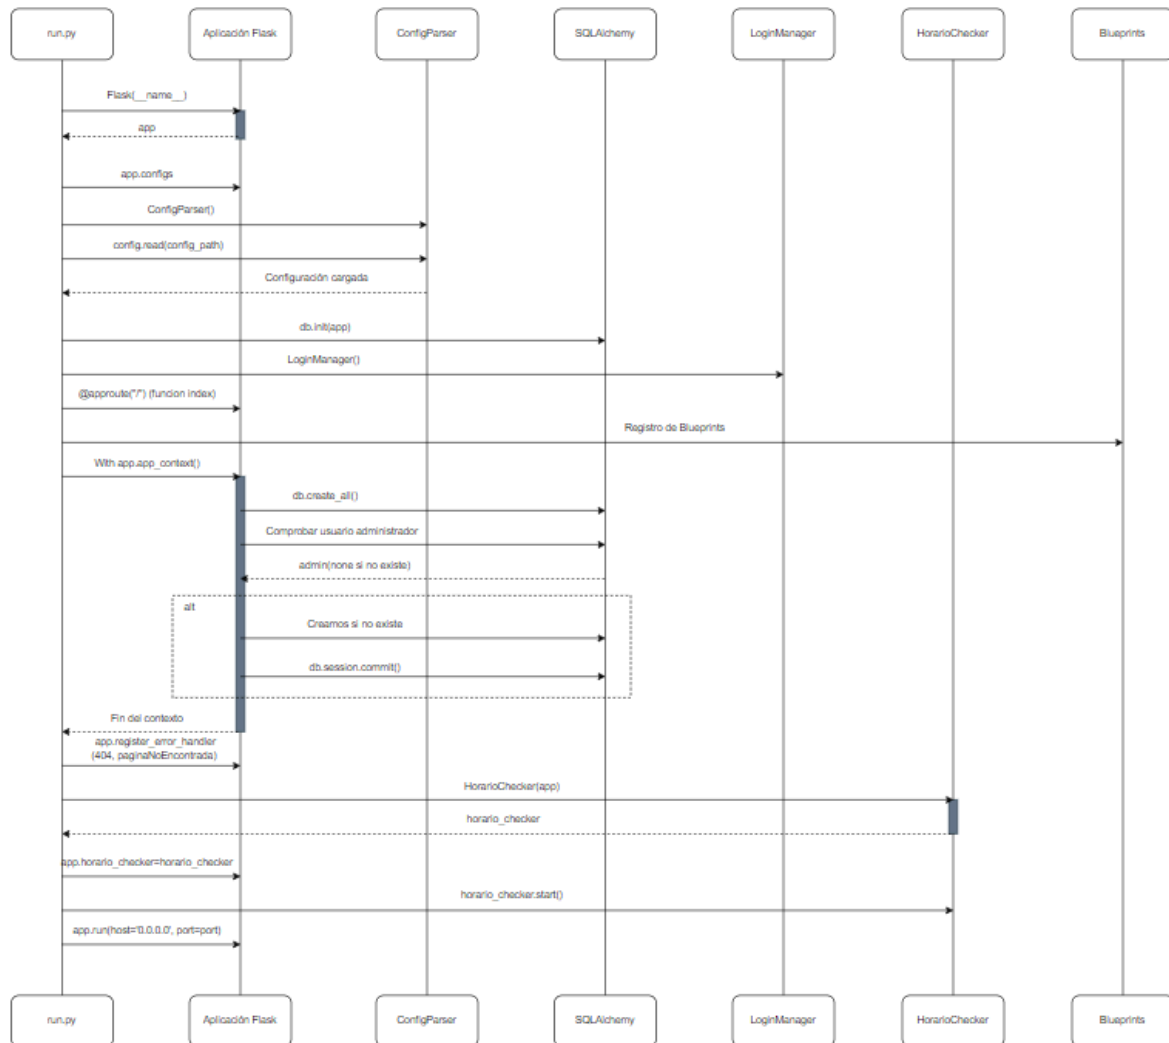 run.py
Aplicación Flask
ConfigParser
SQLAlchemy
LoginManager
HorarioChecker
Blueprints
Flask(__name__)
app
app.configs
ConfigParser()
config.read(config_path)
Configuración cargada
db.init(app)
LoginManager()
@approute("/") (funcion index)
Registro de Blueprints
With app.app_context()
db.create_all()
Comprobar usuario administrador
admin(none si no existe)
alt
Creamos si no existe
db.session.commit()
Fin del contexto
app.register_error_handler
(404, paginaNoEncontrada)
HorarioChecker(app)
horario_checker
app.horario_checker=horario_checker
horario_checker.start()
app.run(host='0.0.0.0', port=port)
run.py
Aplicación Flask
ConfigParser
SQLAlchemy
LoginManager
HorarioChecker
Blueprints